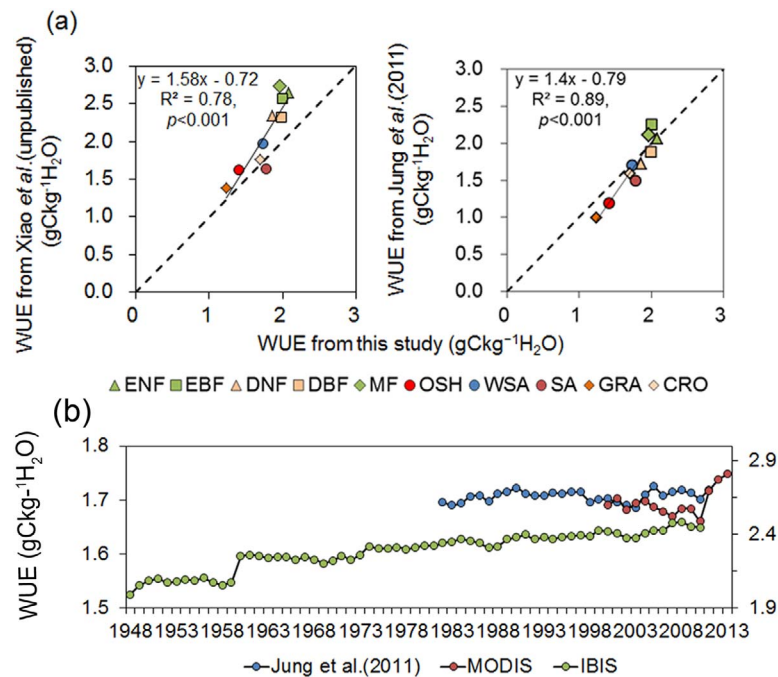 (a)
y = 1.58x - 0.72
R² = 0.78,
p<0.001
WUE from Xiao et al.(unpublished)
(gCkg⁻¹H₂O)
3.0
2.5
2.0
1.5
1.0
0.5
0.0
0 1 2 3
y = 1.4x - 0.79
R² = 0.89,
p<0.001
WUE from Jung et al.(2011)
(gCkg⁻¹H₂O)
3.0
2.5
2.0
1.5
1.0
0.5
0.0
0 1 2 3
WUE from this study (gCkg⁻¹H₂O)
ENF EBF DNF DBF MF OSH WSA SA GRA CRO
(b)
WUE (gCkg-¹H₂O)
1.8
1.7
1.6
1.5
2.9
2.4
1.9
1948 1953 1958 1963 1968 1973 1978 1983 1988 1993 1998 2003 2008 2013
Jung et al.(2011) MODIS IBIS